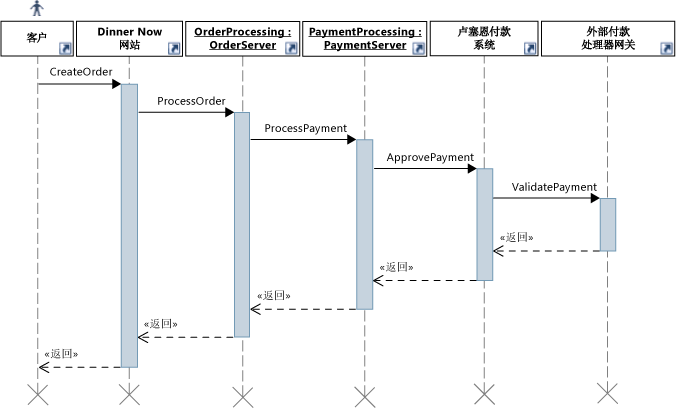 客户
Dinner Now
网站
OrderProcessing :
OrderServer
PaymentProcessing :
PaymentServer
卢塞恩付款
系统
外部付款
处理器网关
CreateOrder
ProcessOrder
ProcessPayment
ApprovePayment
ValidatePayment
«返回»
«返回»
«返回»
«返回»
«返回»